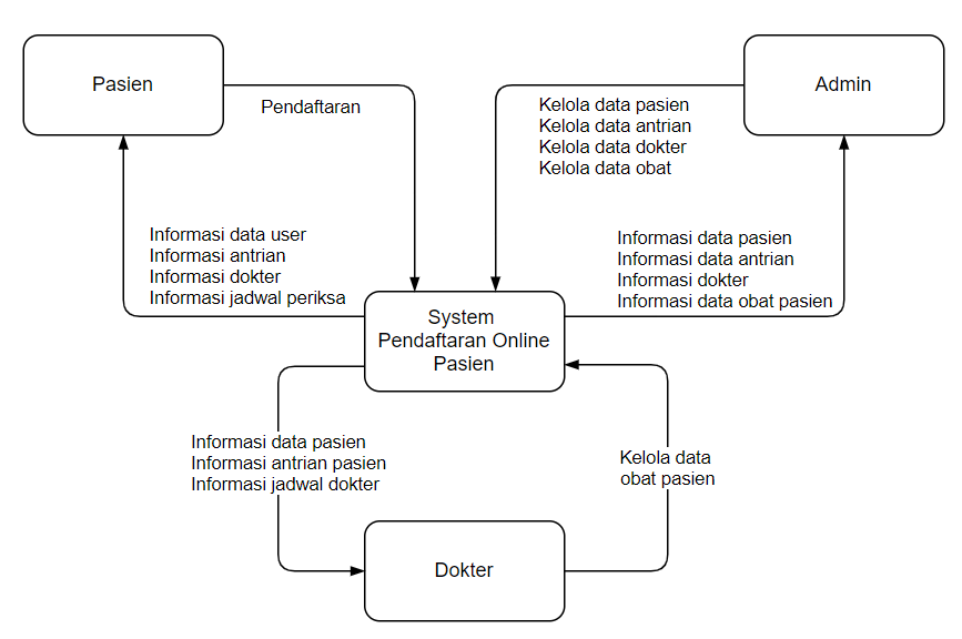 Pasien
Pendaftaran
Kelola data pasien
Kelola data antrian
Kelola data dokter
Kelola data obat
Admin
Informasi data user
Informasi antrian
Informasi dokter
Informasi jadwal periksa
Informasi data pasien
Informasi data antrian
Informasi dokter
Informasi data obat pasien
System
Pendaftaran Online
Pasien
Informasi data pasien
Informasi antrian pasien
Informasi jadwal dokter
Kelola data
obat pasien
Dokter